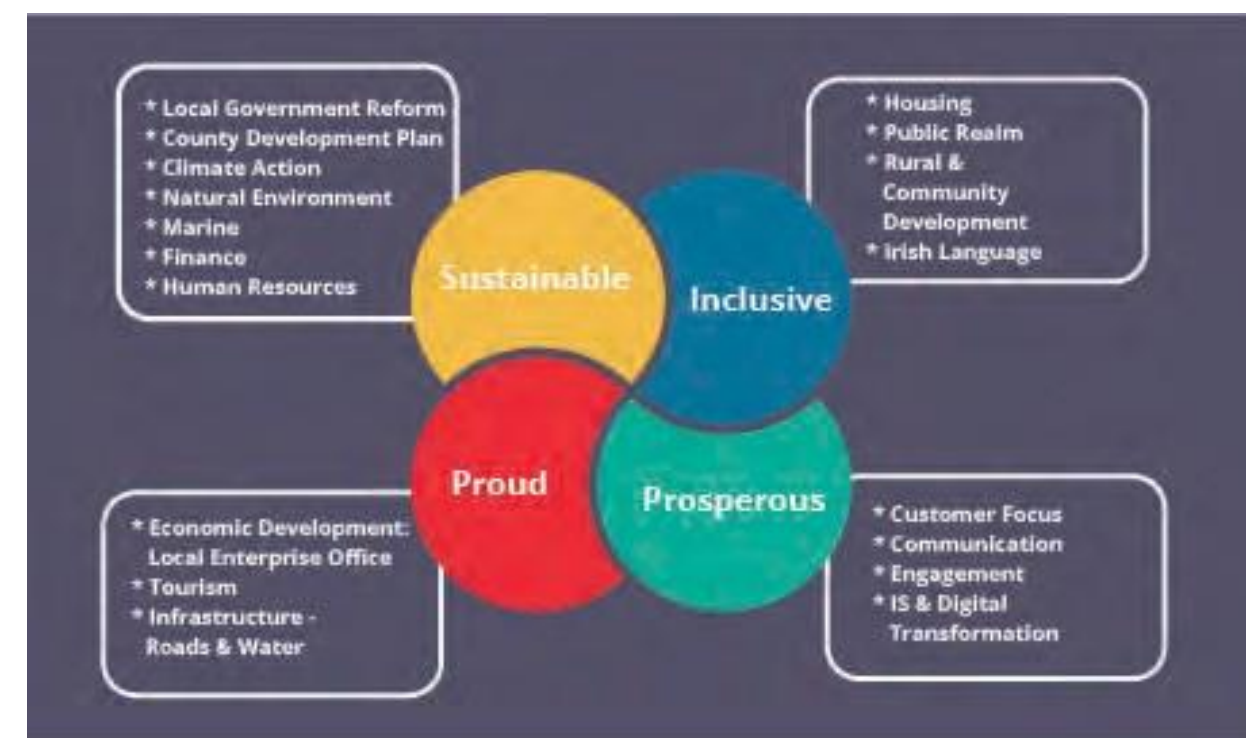 * Local Government Reform
* County Development Plan
* Climate Action
* Natural Environment
* Marine
* Finance
* Human Resources
* Housing
* Public Realm
* Rural &
Community
Development
* Irish Language
Sustainable
Inclusive
Proud
Prosperous
* Economic Development:
Local Enterprise Office
* Tourism
* Infrastructure -
Roads & Water
* Customer Focus
* Communication
* Engagement
* IS & Digital
Transformation